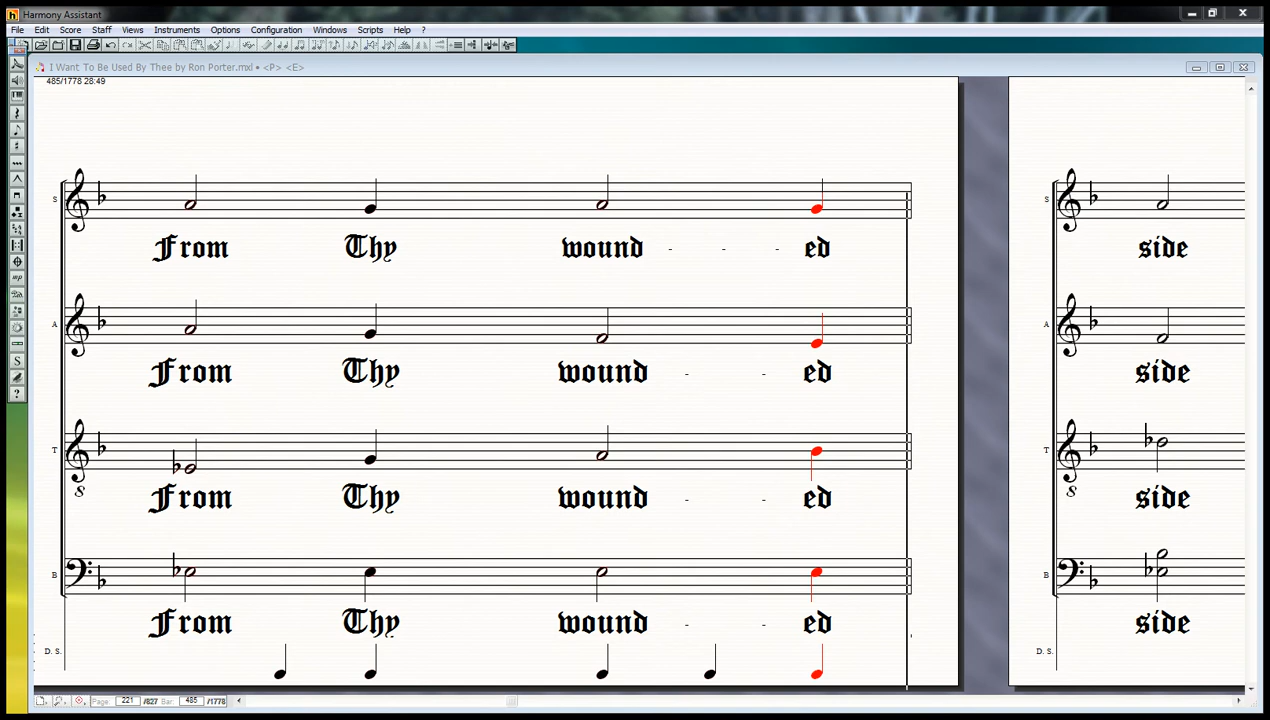 Harmony Assistant
File Edit Score Staff Views Instruments Options Configuration Windows Scripts Help ?
I Want To Be Used By Thee by Ron Porter.mxl • <P> <E>
485/1778 28:49
S
From Thy wound - - ed
S
side
A
From Thy wound - - ed
A
side
T
8
From Thy wound - - ed
T
8
side
B
From Thy wound - - ed
B
side
D. S.
D. S.
Page: 221 /827 Bar: 485 /1778